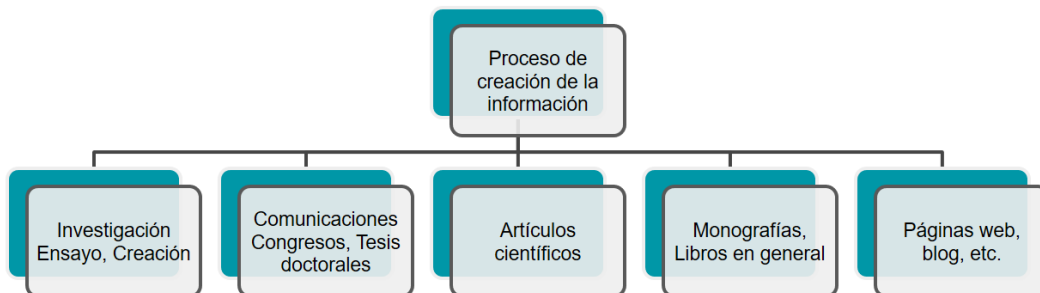 Proceso de
creación de la
información
Investigación
Ensayo, Creación
Comunicaciones
Congresos, Tesis
doctorales
Artículos
científicos
Monografías,
Libros en general
Páginas web,
blog, etc.